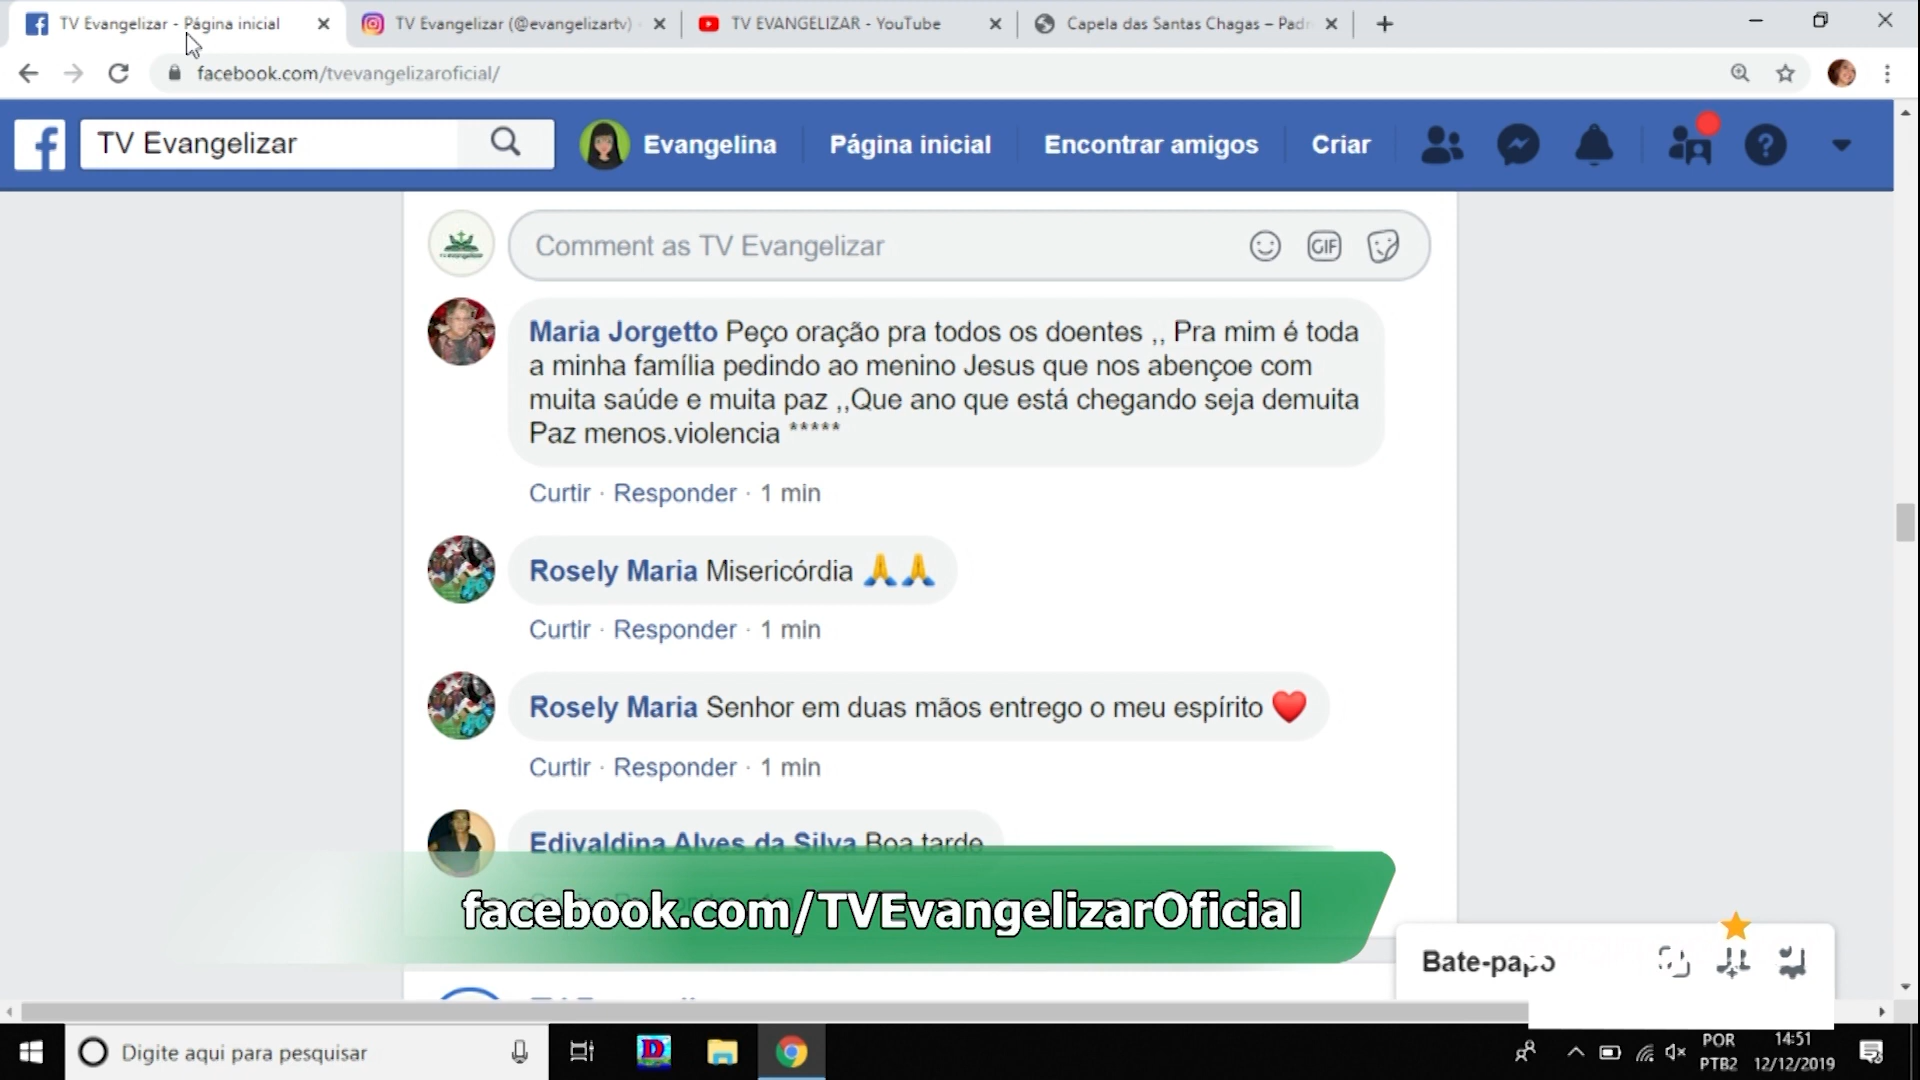 TV Evangelizar - Página inicial
TV Evangelizar (@evangelizartv)
TV EVANGELIZAR - YouTube
Capela das Santas Chagas – Padr
facebook.com/tvevangelizaroficial/
TV Evangelizar
Evangelina
Página inicial
Encontrar amigos
Criar
Comment as TV Evangelizar
GIF
Maria Jorgetto Peço oração pra todos os doentes ,, Pra mim é toda
a minha família pedindo ao menino Jesus que nos abençoe com
muita saúde e muita paz ,,Que ano que está chegando seja demuita
Paz menos.violencia *****
Curtir · Responder · 1 min
Rosely Maria Misericórdia 🙏🙏
Curtir · Responder · 1 min
Rosely Maria Senhor em duas mãos entrego o meu espírito ❤️
Curtir · Responder · 1 min
Edivaldina Alves da Silva Boa tarde
facebook.com/TVEvangelizarOficial
Bate-papo
Digite aqui para pesquisar
POR
PTB2
14:51
12/12/2019